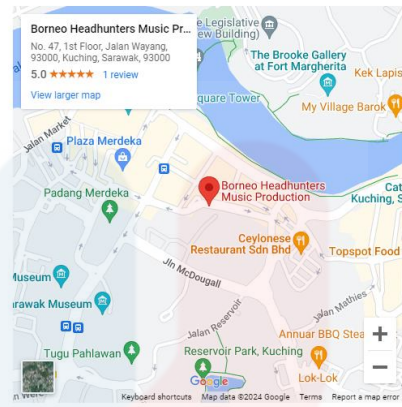 Borneo Headhunters Music Pr...
No. 47, 1st Floor, Jalan Wayang,
93000, Kuching, Sarawak, 93000
5.0 ★★★★★ 1 review
View larger map
e Legislative
ew Building)
The Brooke Gallery
at Fort Margherita
Kek Lapis
quare Tower
My Village Barok
Jalan Market
Plaza Merdeka
Borneo Headhunters
Music Production
Cat
Kuching, S
Padang Merdeka
Ceylonese
Restaurant Sdn Bhd
Topspot Food
Jln McDougall
Museum
arawak Museum
Jalan Mathies
Jalan Reservoir
Annuar BBQ Stea
Tugu Pahlawan
Reservoir Park, Kuching
Lok-Lok
Google
Keyboard shortcuts Map data ©2024 Google Terms Report a map error